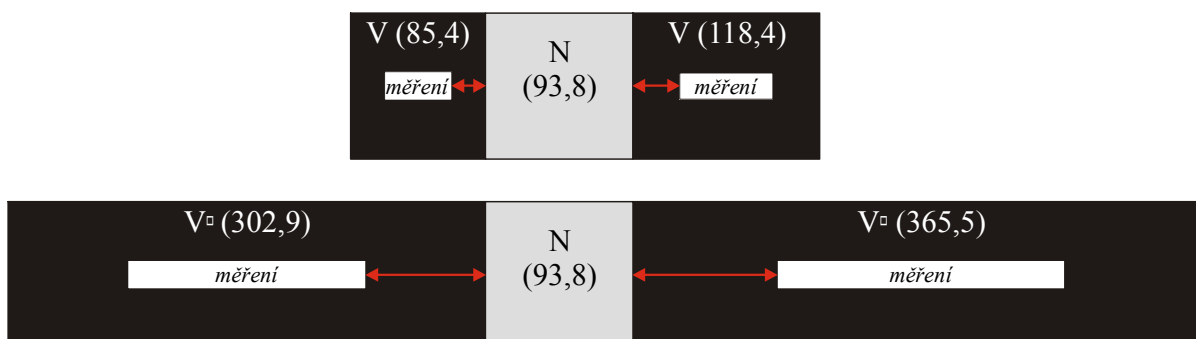 V (85,4)
N
(93,8)
V (118,4)
měření
měření
V▫ (302,9)
N
(93,8)
V▫ (365,5)
měření
měření